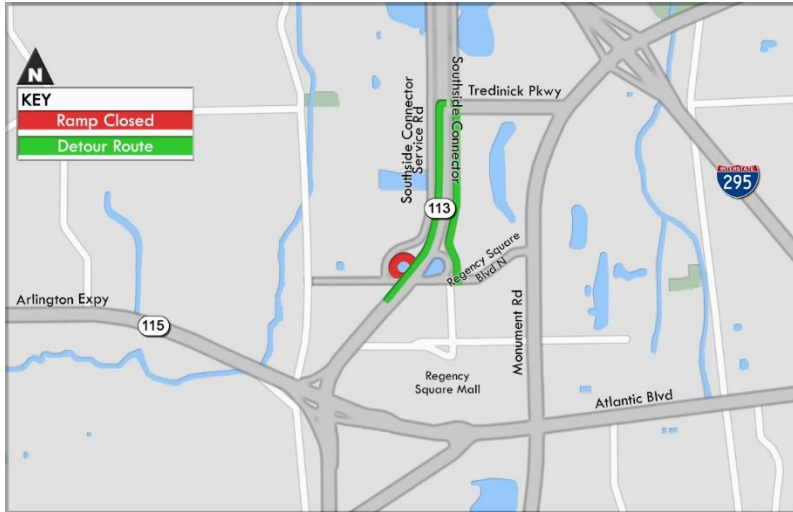 N
KEY
Ramp Closed
Detour Route
Southside Connector
Service Rd
Southside Connector
Tredinick Pkwy
INTERSTATE
295
113
Regency Square
Blvd N
Arlington Expy
115
Monument Rd
Regency
Square Mall
Atlantic Blvd